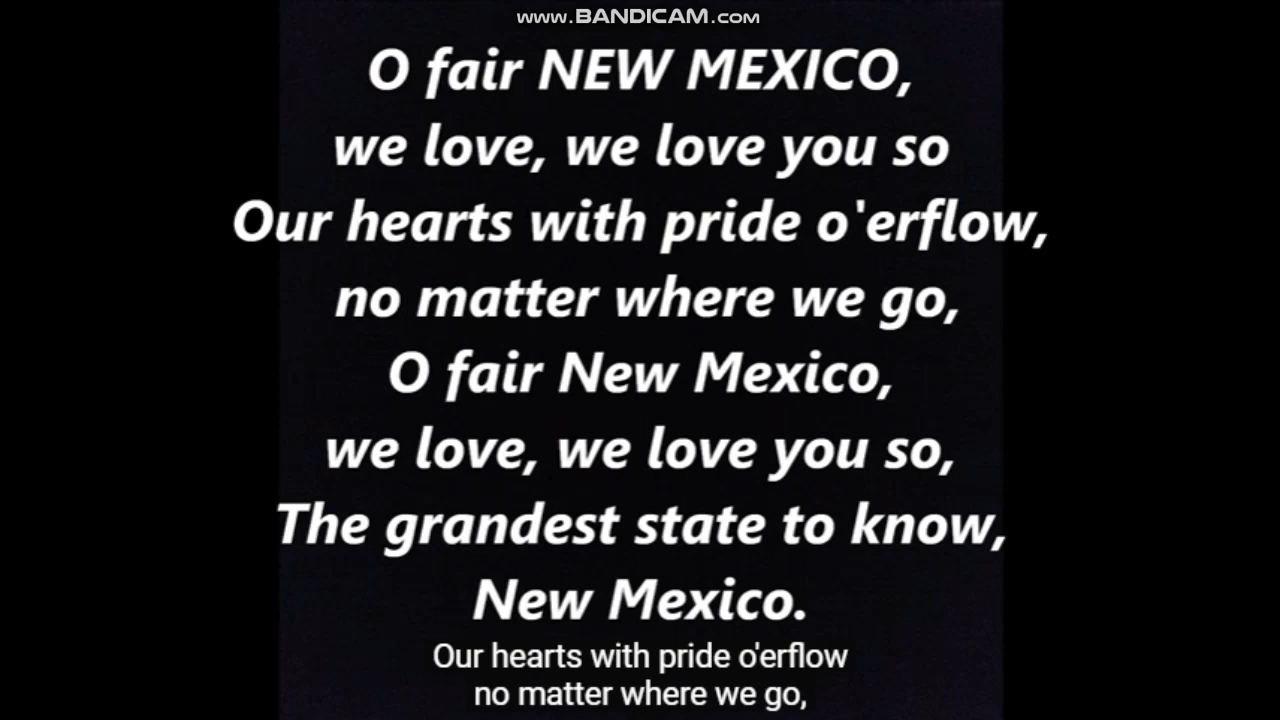 www.BANDICAM.com
O fair NEW MEXICO,
we love, we love you so
Our hearts with pride o'erflow,
no matter where we go,
O fair New Mexico,
we love, we love you so,
The grandest state to know,
New Mexico.
Our hearts with pride o'erflow
no matter where we go,